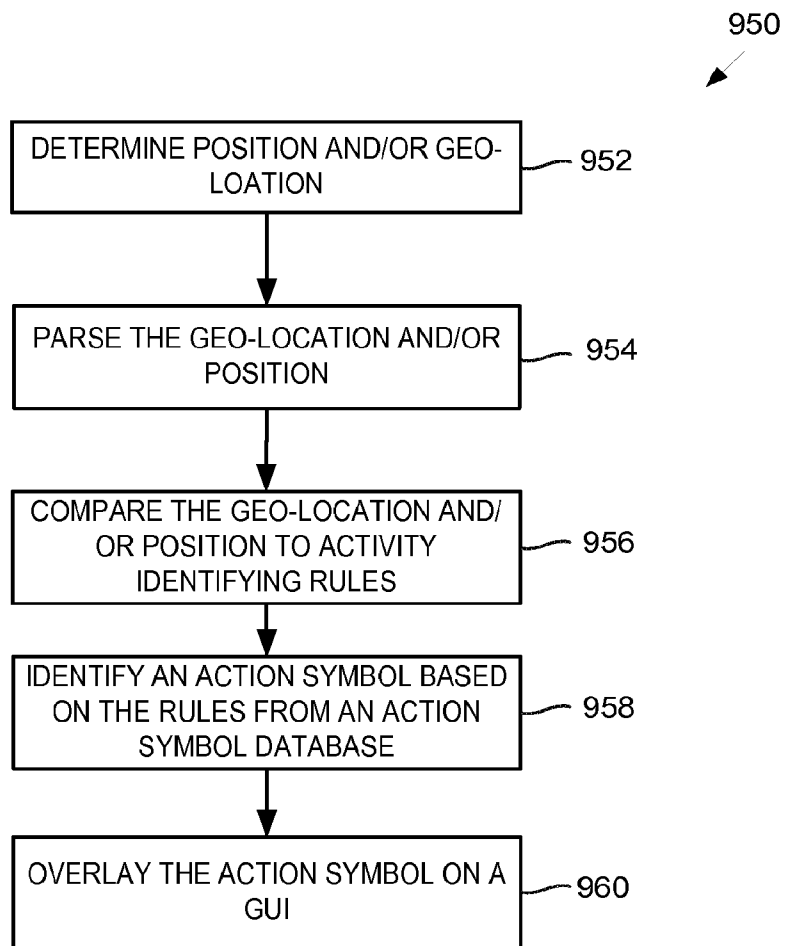 950
DETERMINE POSITION AND/OR GEO-
LOATION
952
PARSE THE GEO-LOCATION AND/OR
POSITION
954
COMPARE THE GEO-LOCATION AND/
OR POSITION TO ACTIVITY
IDENTIFYING RULES
956
IDENTIFY AN ACTION SYMBOL BASED
ON THE RULES FROM AN ACTION
SYMBOL DATABASE
958
OVERLAY THE ACTION SYMBOL ON A
GUI
960